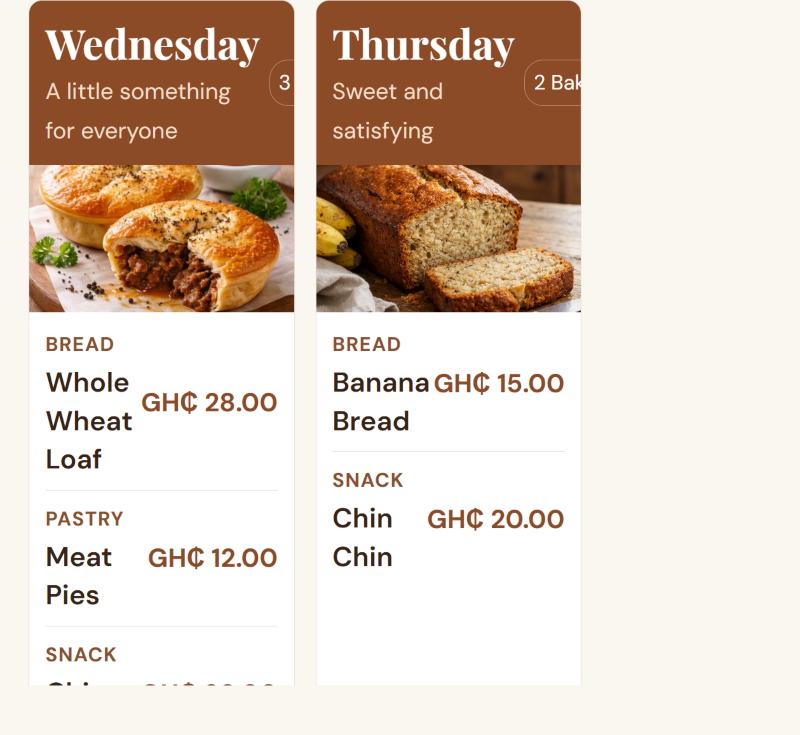 Wednesday
A little something
for everyone
3
Thursday
Sweet and
satisfying
2 Bak
BREAD
Whole
Wheat
Loaf
GH₵ 28.00
PASTRY
Meat
Pies
GH₵ 12.00
SNACK
BREAD
Banana
Bread
GH₵ 15.00
SNACK
Chin
Chin
GH₵ 20.00